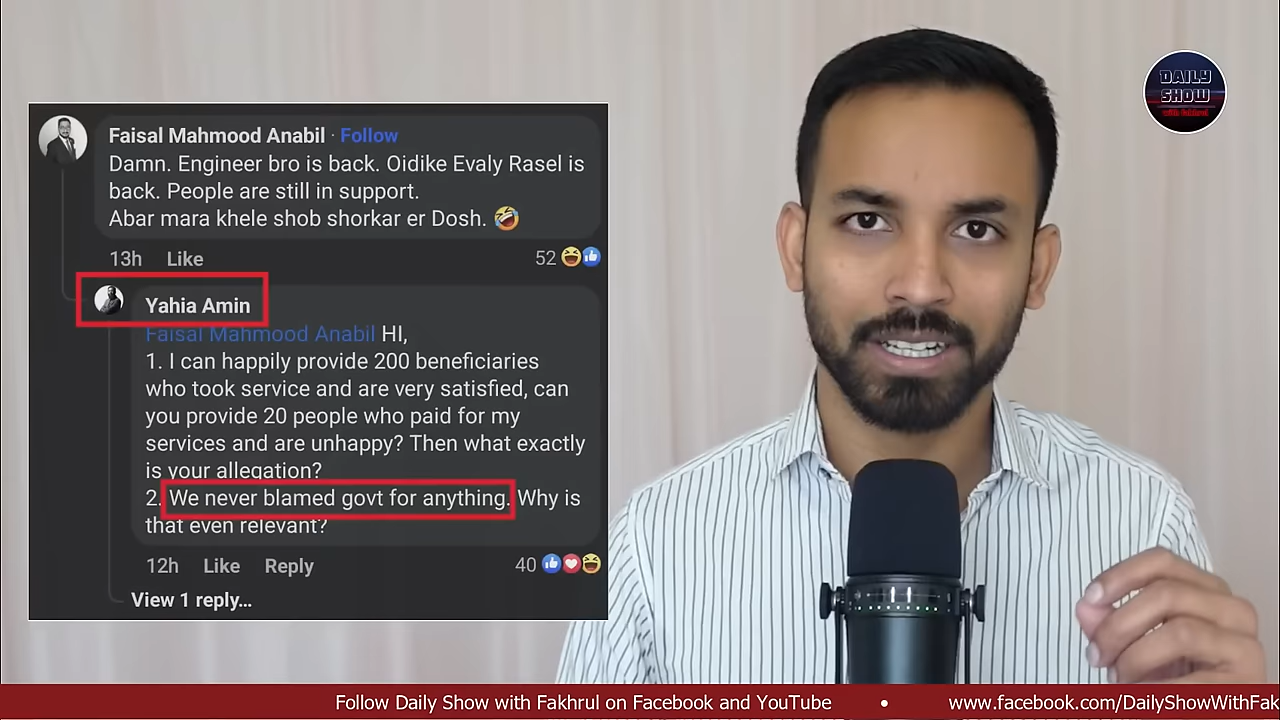 DAILY
SHOW
with Fakhrul
Faisal Mahmood Anabil · Follow
Damn. Engineer bro is back. Oidike Evaly Rasel is
back. People are still in support.
Abar mara khele shob shorkar er Dosh. 🤣
13h Like 52
Yahia Amin
Faisal Mahmood Anabil HI,
1. I can happily provide 200 beneficiaries
who took service and are very satisfied, can
you provide 20 people who paid for my
services and are unhappy? Then what exactly
is your allegation?
2. We never blamed govt for anything. Why is
that even relevant?
12h Like Reply 40
View 1 reply...
Follow Daily Show with Fakhrul on Facebook and YouTube • www.facebook.com/DailyShowWithFak